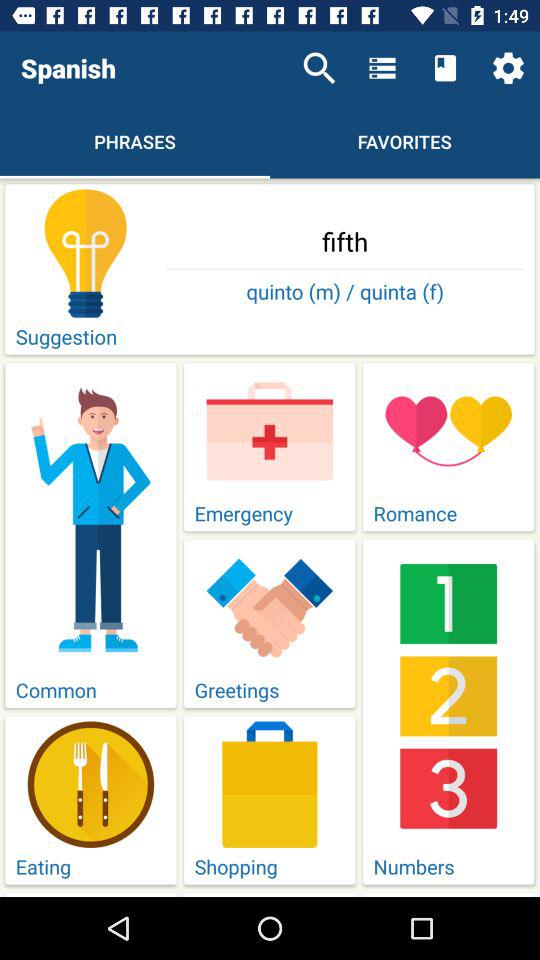 1:49
Spanish
PHRASES FAVORITES
fifth
quinto (m) / quinta (f)
Suggestion
Emergency
Romance
1
2
3
Common
Greetings
Eating
Shopping
Numbers